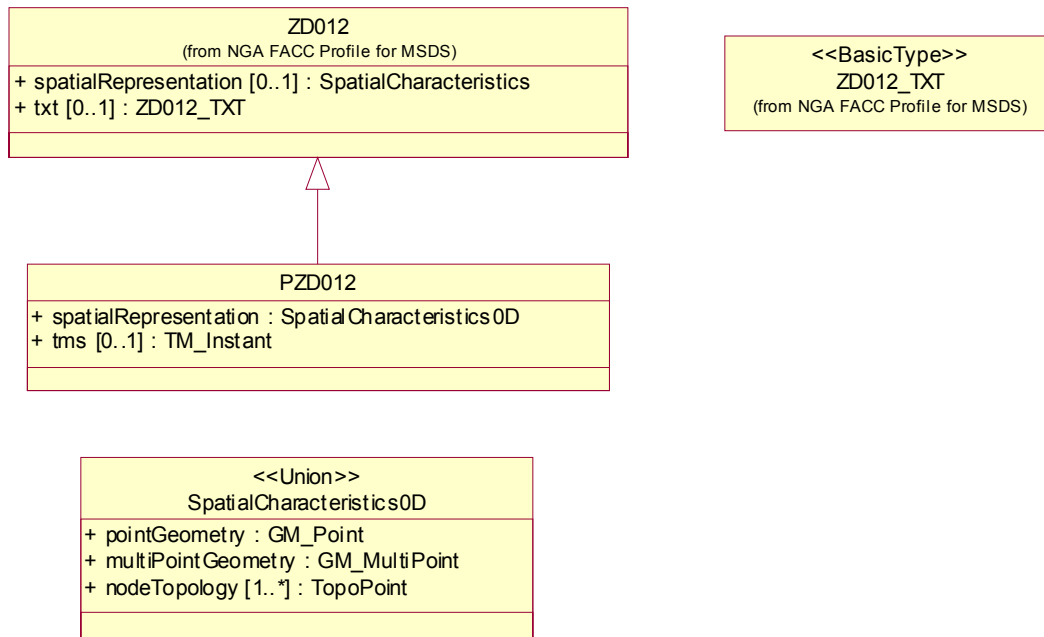 ZD012
(from NGA FACC Profile for MSDS)
+ spatialRepresentation [0..1] : SpatialCharacteristics
+ txt [0..1] : ZD012_TXT
<<BasicType>>
ZD012_TXT
(from NGA FACC Profile for MSDS)
PZD012
+ spatialRepresentation : SpatialCharacteristics0D
+ tms [0..1] : TM_Instant
<<Union>>
SpatialCharacteristics0D
+ pointGeometry : GM_Point
+ multiPointGeometry : GM_MultiPoint
+ nodeTopology [1..*] : TopoPoint